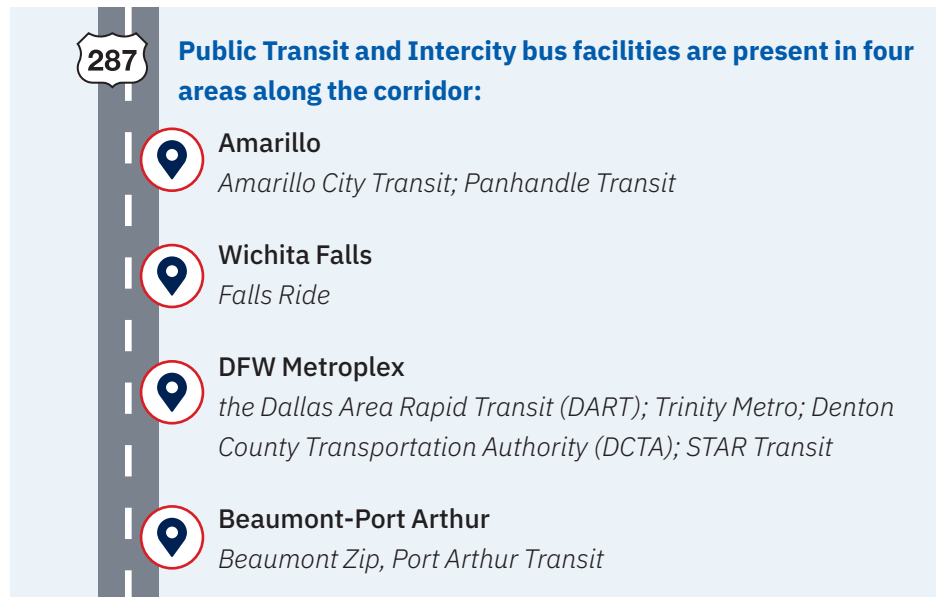 287
Public Transit and Intercity bus facilities are present in four
areas along the corridor:
Amarillo
Amarillo City Transit; Panhandle Transit
Wichita Falls
Falls Ride
DFW Metroplex
the Dallas Area Rapid Transit (DART); Trinity Metro; Denton
County Transportation Authority (DCTA); STAR Transit
Beaumont-Port Arthur
Beaumont Zip, Port Arthur Transit